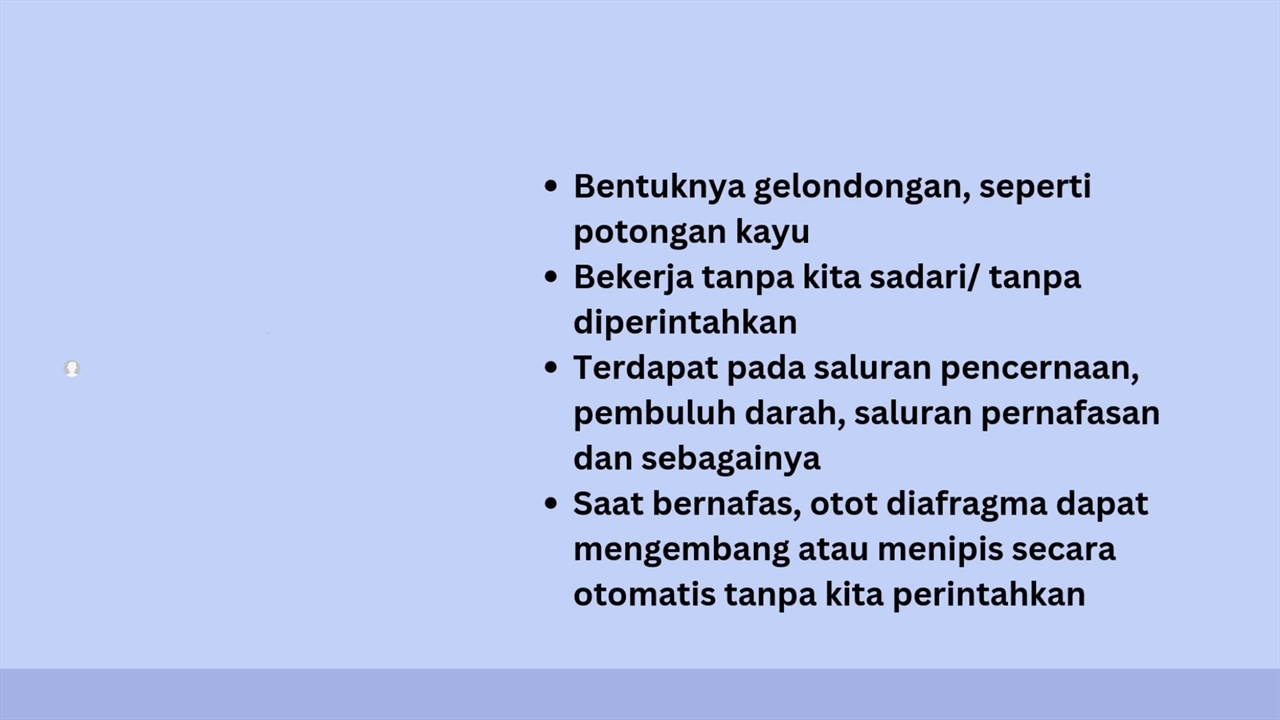 • Bentuknya gelondongan, seperti
potongan kayu
• Bekerja tanpa kita sadari/ tanpa
diperintahkan
• Terdapat pada saluran pencernaan,
pembuluh darah, saluran pernafasan
dan sebagainya
• Saat bernafas, otot diafragma dapat
mengembang atau menipis secara
otomatis tanpa kita perintahkan